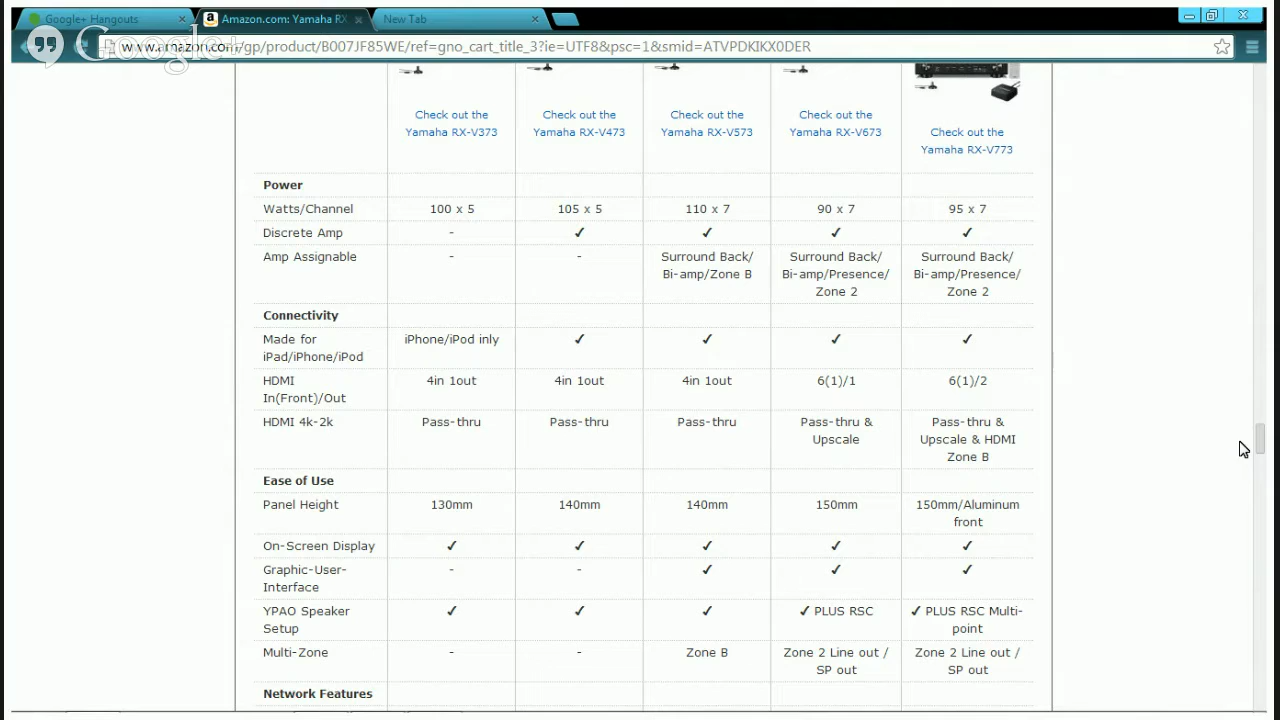 Google+ Hangouts
Amazon.com: Yamaha RX
New Tab
Google+
www.amazon.com/gp/product/B007JF85WE/ref=gno_cart_title_3?ie=UTF8&psc=1&smid=ATVPDKIKX0DER
Check out the Yamaha RX-V373
Check out the Yamaha RX-V473
Check out the Yamaha RX-V573
Check out the Yamaha RX-V673
Check out the Yamaha RX-V773
Power
Watts/Channel 100 x 5 105 x 5 110 x 7 90 x 7 95 x 7
Discrete Amp - ✓ ✓ ✓ ✓
Amp Assignable - - Surround Back/ Surround Back/ Surround Back/
Bi-amp/Zone B Bi-amp/Presence/ Bi-amp/Presence/
Zone 2 Zone 2
Connectivity
Made for iPhone/iPod inly ✓ ✓ ✓ ✓
iPad/iPhone/iPod
HDMI 4in 1out 4in 1out 4in 1out 6(1)/1 6(1)/2
In(Front)/Out
HDMI 4k-2k Pass-thru Pass-thru Pass-thru Pass-thru & Pass-thru &
Upscale Upscale & HDMI
Zone B
Ease of Use
Panel Height 130mm 140mm 140mm 150mm 150mm/Aluminum
front
On-Screen Display ✓ ✓ ✓ ✓ ✓
Graphic-User- - - ✓ ✓ ✓
Interface
YPAO Speaker ✓ ✓ ✓ ✓ PLUS RSC ✓ PLUS RSC Multi-
Setup point
Multi-Zone - - Zone B Zone 2 Line out / Zone 2 Line out /
SP out SP out
Network Features